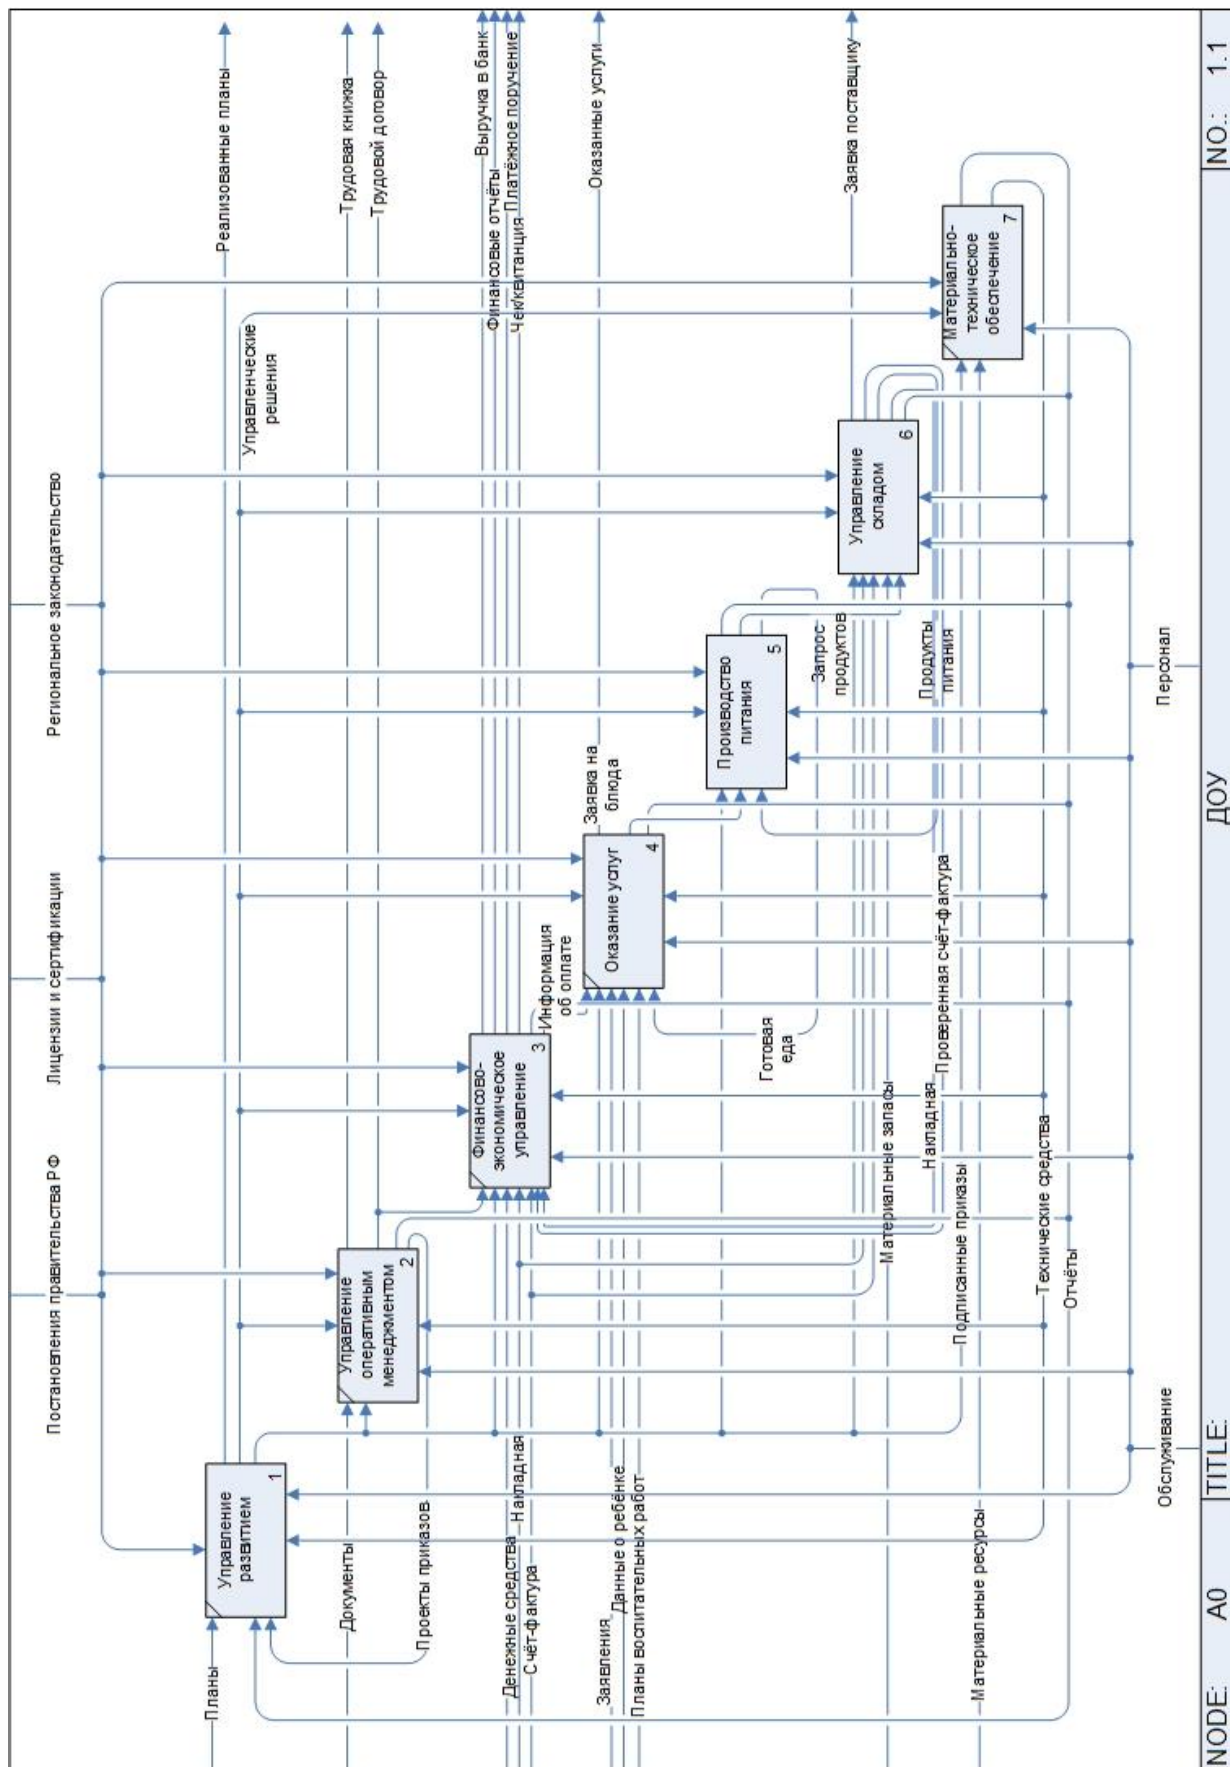 Постановления правительства РФ
Лицензии и сертификации
Региональное законодательство
Планы
Управление
развитием
1
Реализованные планы
Управленческие
решения
Документы
Управление
оперативным
менеджментом
2
Трудовая книжка
Трудовой договор
Проекты приказов
Денежные средства
Накладная
Счёт-фактура
Финансово-
экономическое
управление
3
Выручка в банк
Финансовые отчёты
Платёжное поручение
Чек/квитанция
Информация
об оплате
Заявления
Данные о ребёнке
Планы воспитательных работ
Оказание услуг
4
Заявка на
блюда
Оказанные услуги
Готовая
еда
Производство
питания
5
Запрос
продуктов
Заявка поставщику
Управление
складом
6
Материальные запасы
Накладная
Проверенная счёт-фактура
Продукты
питания
Подписанные приказы
Материальные ресурсы
Материально-
техническое
обеспечение
7
Технические средства
Отчёты
Обслуживание
Персонал
NODE: A0
TITLE: ДОУ
NO.: 1.1